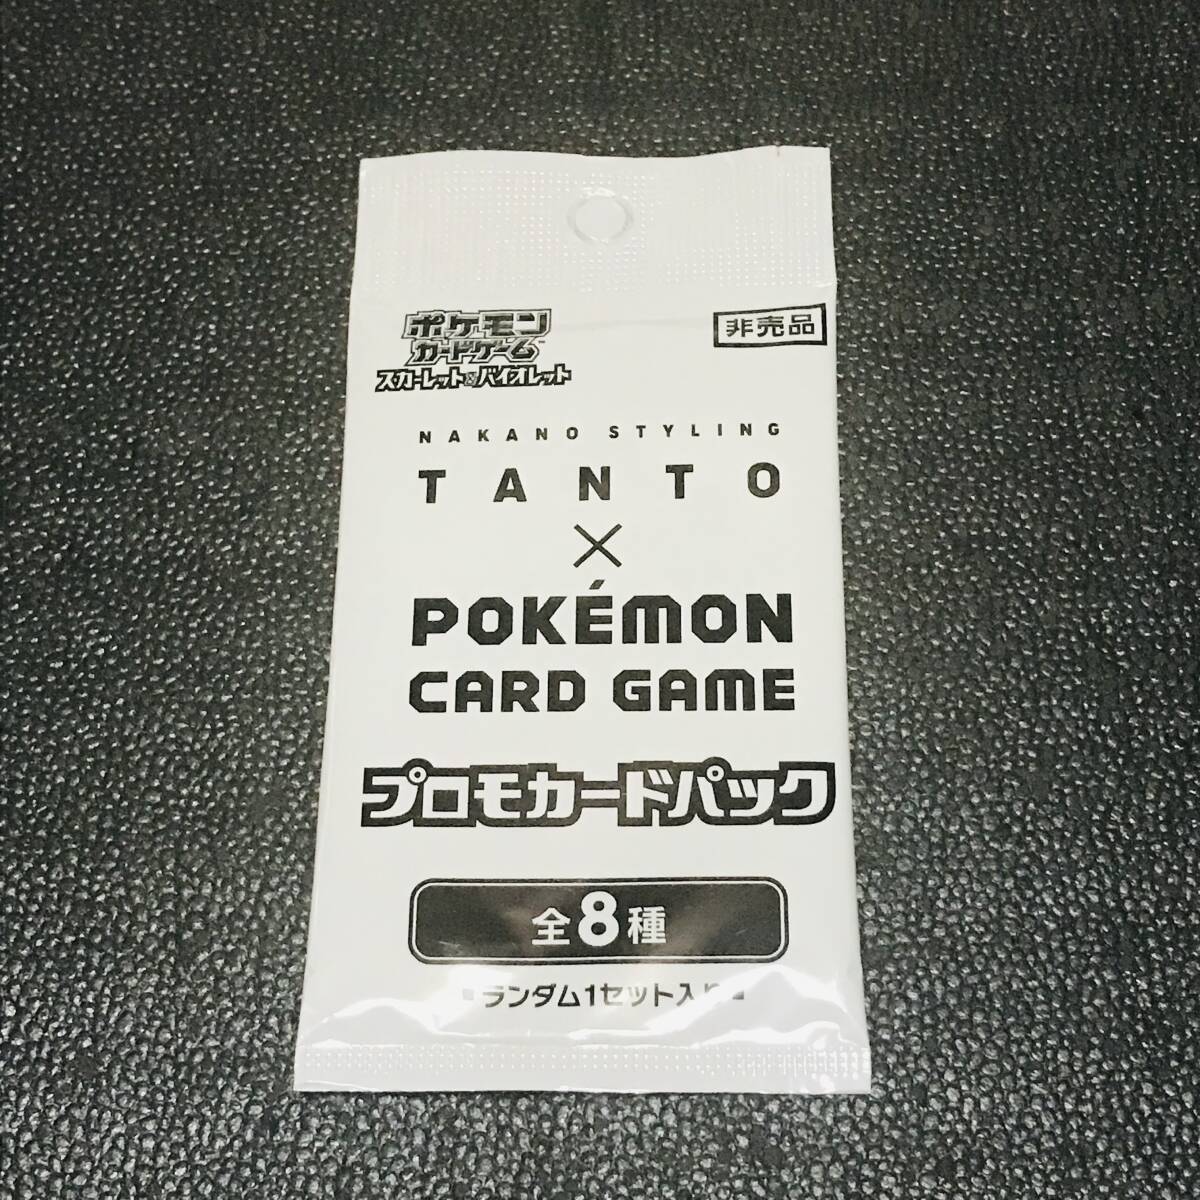 ポケモン
カードゲーム
スカーレット&バイオレット
非売品
NAKANO STYLING
TANTO
×
POKÉMON
CARD GAME
プロモカードパック
全8種
■ランダム1セット入り■